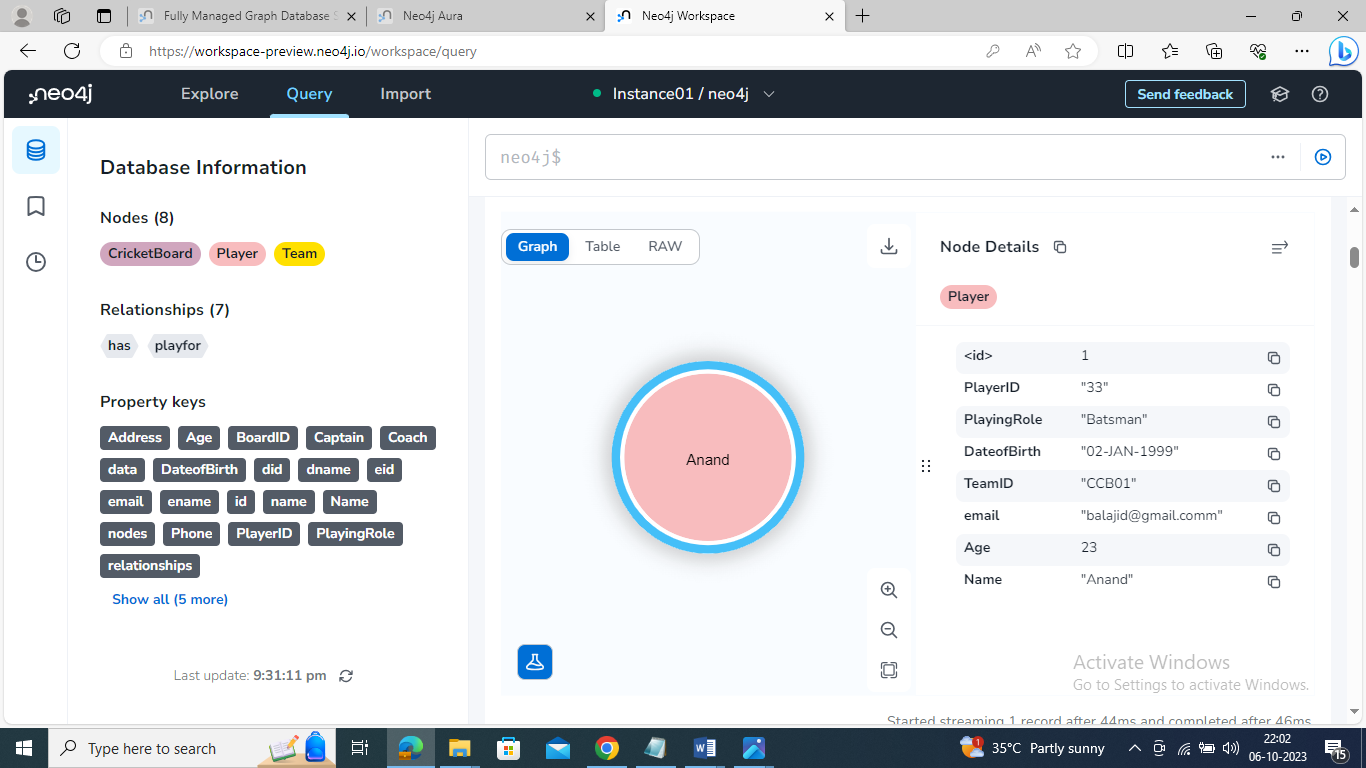 Fully Managed Graph Database S
Neo4j Aura
Neo4j Workspace
https://workspace-preview.neo4j.io/workspace/query
neo4j
Explore
Query
Import
Instance01 / neo4j
Send feedback
Database Information
Nodes (8)
CricketBoard Player Team
Relationships (7)
has playfor
Property keys
Address Age BoardID Captain Coach
data DateofBirth did dname eid
email ename id name Name
nodes Phone PlayerID PlayingRole
relationships
Show all (5 more)
Last update: 9:31:11 pm
neo4j$
Graph Table RAW
Anand
Node Details
Player
<id> 1
PlayerID "33"
PlayingRole "Batsman"
DateofBirth "02-JAN-1999"
TeamID "CCB01"
email "balajid@gmail.comm"
Age 23
Name "Anand"
Activate Windows
Go to Settings to activate Windows.
Started streaming 1 record after 44ms and completed after 46ms
Type here to search
1
35°C Partly sunny
22:02
06-10-2023
15